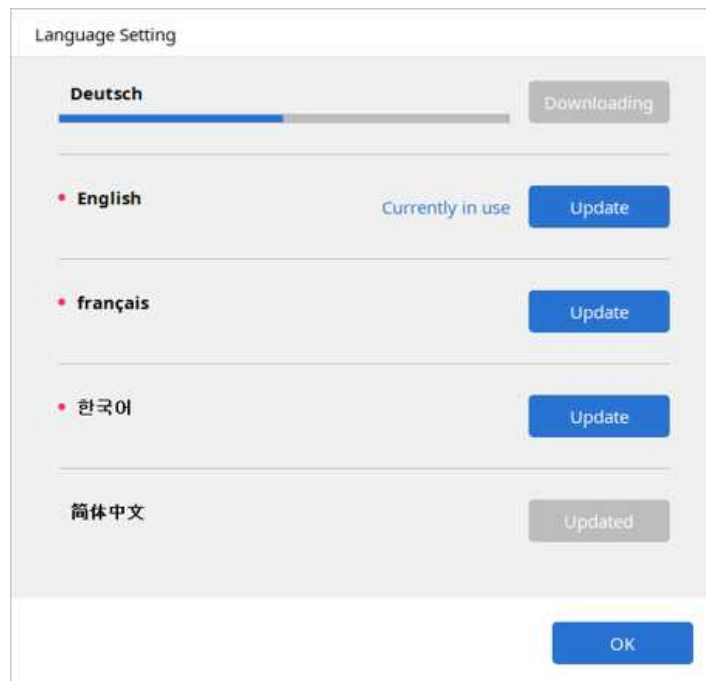 Language Setting
Deutsch
Downloading
English
Currently in use
Update
français
Update
한국어
Update
简体中文
Updated
OK